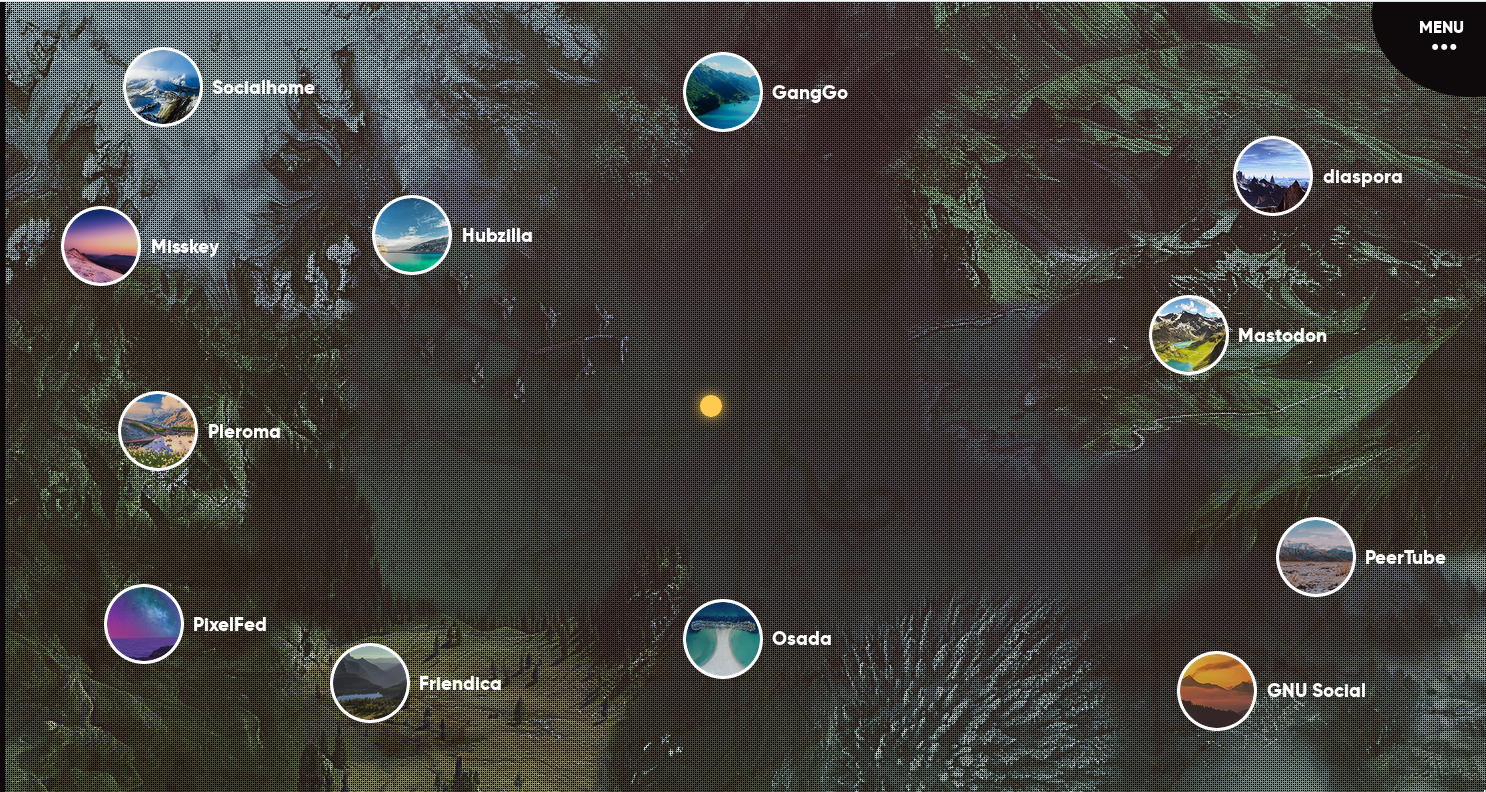 MENU
Socialhome
GangGo
diaspora
Hubzilla
Misskey
Mastodon
Pleroma
PeerTube
PixelFed
Osada
Friendica
GNU Social